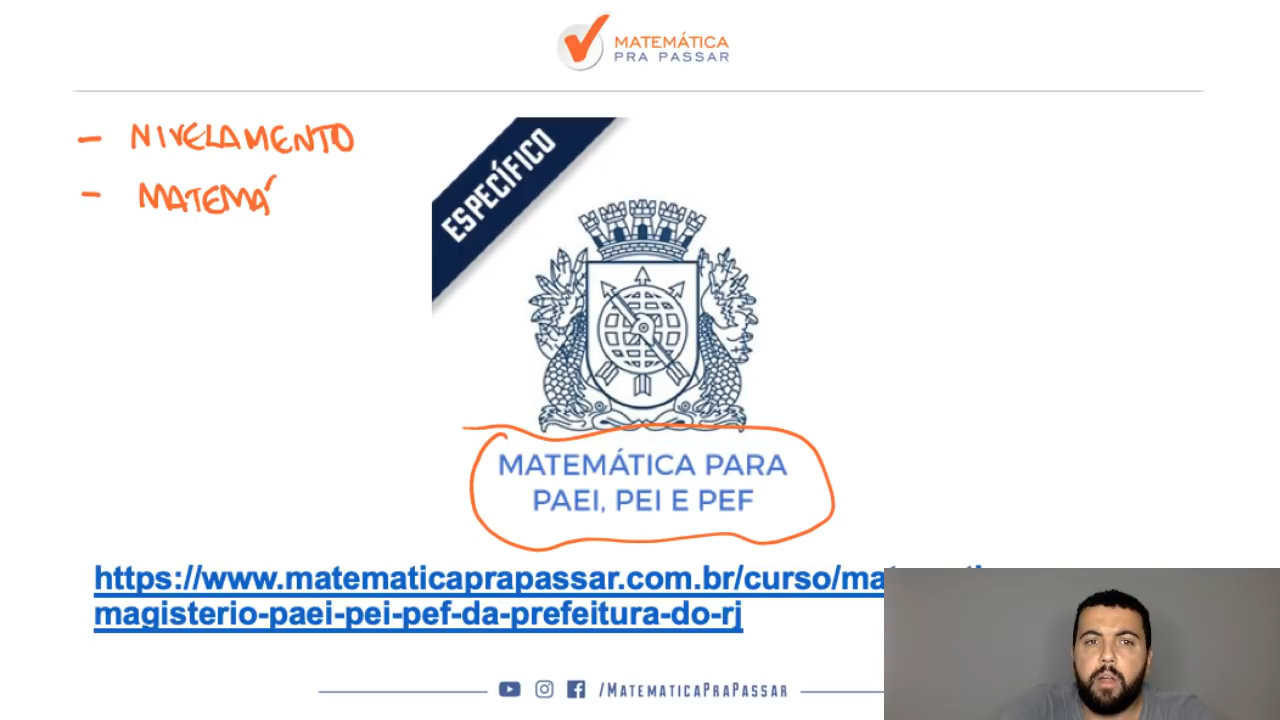 MATEMÁTICA
PRA PASSAR
- NIVELAMENTO
- MATEMÁ
ESPECÍFICO
MATEMÁTICA PARA
PAEI, PEI E PEF
https://www.matematicaprapassar.com.br/curso/
magisterio-paei-pei-pef-da-prefeitura-do-rj
/MATEMATICAPRAPASSAR